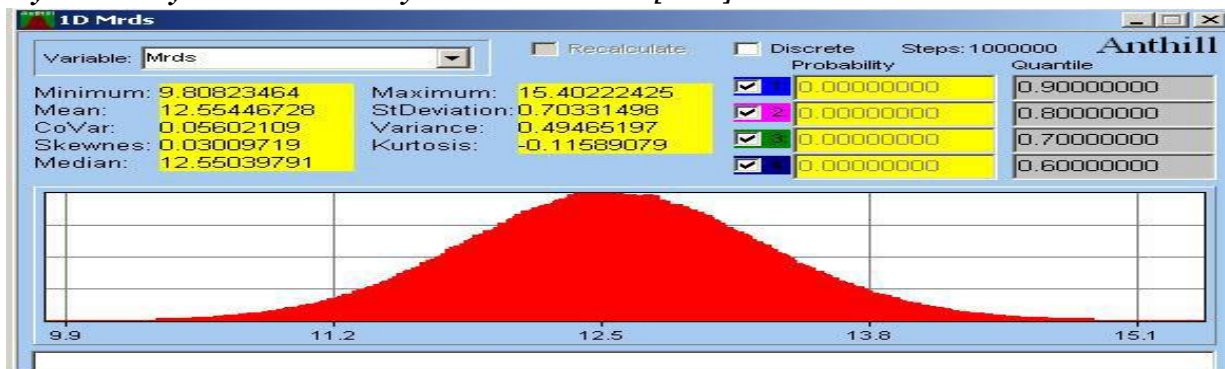 1D Mrds
Variable: Mrds
Recalculate
Discrete Steps: 1000000 Anthill
Probability Quantile
Minimum: 9.80823464 Maximum: 15.40222425 1 0.00000000 0.90000000
Mean: 12.55446728 StDeviation: 0.70331498 2 0.00000000 0.80000000
CoVar: 0.05602109 Variance: 0.49465197 3 0.00000000 0.70000000
Skewnes: 0.03009719 Kurtosis: -0.11589079 0.00000000 0.60000000
Median: 12.55039791
9.9 11.2 12.5 13.8 15.1